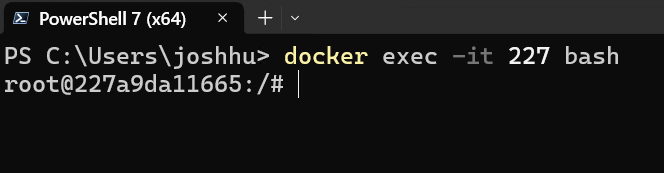 PowerShell 7 (x64)
PS C:\Users\joshhu> docker exec -it 227 bash
root@227a9da11665:/#